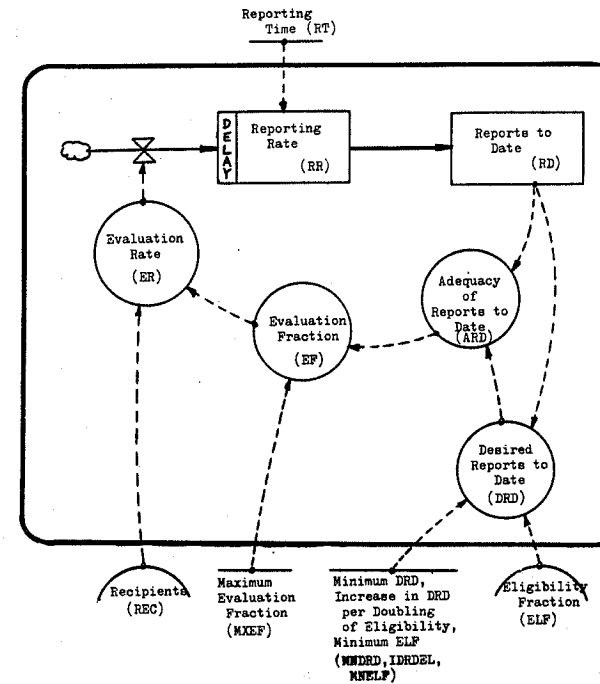 Reporting
Time (RT)
DELAY
Reporting
Rate
(RR)
Reports to
Date
(RD)
Evaluation
Rate
(ER)
Evaluation
Fraction
(EF)
Adequacy
of
Reports to
Date
(ARD)
Desired
Reports to
Date
(DRD)
Recipients
(REC)
Maximum
Evaluation
Fraction
(MXEF)
Minimum DRD,
Increase in DRD
per Doubling
of Eligibility,
Minimum ELF
(MNDRD,IDRDEL,
MNELF)
Eligibility
Fraction
(ELF)